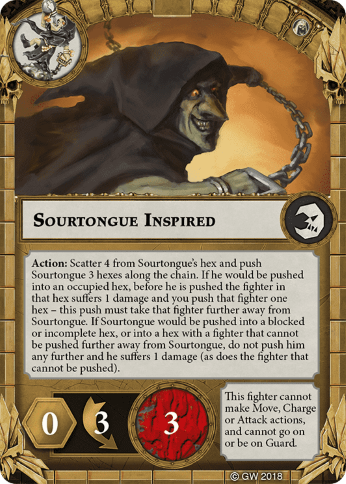 Sourtongue Inspired
Action: Scatter 4 from Sourtongue's hex and push
Sourtongue 3 hexes along the chain. If he would be pushed
into an occupied hex, before he is pushed the fighter in
that hex suffers 1 damage and you push that fighter one
hex – this push must take that fighter further away from
Sourtongue. If Sourtongue would be pushed into a blocked
or incomplete hex, or into a hex with a fighter that cannot
be pushed further away from Sourtongue, do not push him
any further and he suffers 1 damage (as does the fighter that
cannot be pushed).
0 3 3
This fighter cannot
make Move, Charge
or Attack actions,
and cannot go on
or be on Guard.
© GW 2018